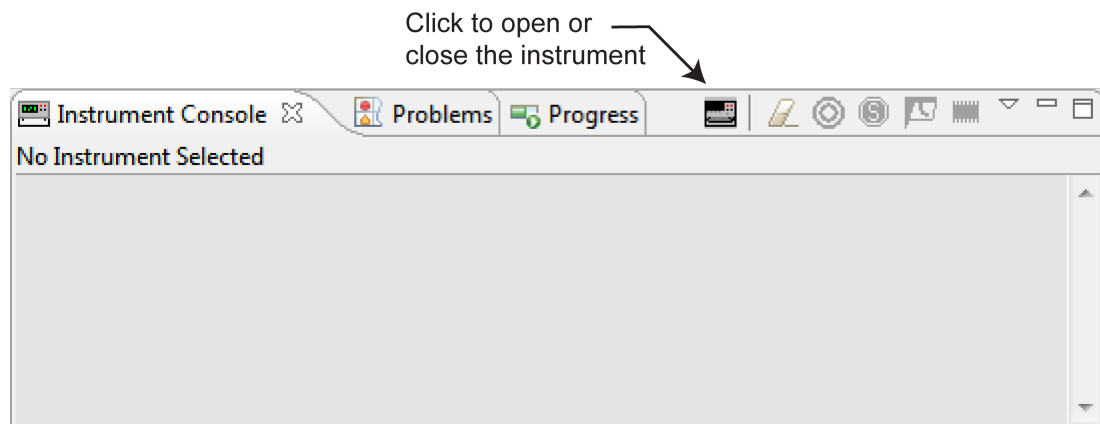 Click to open or
close the instrument
Instrument Console Problems Progress
No Instrument Selected